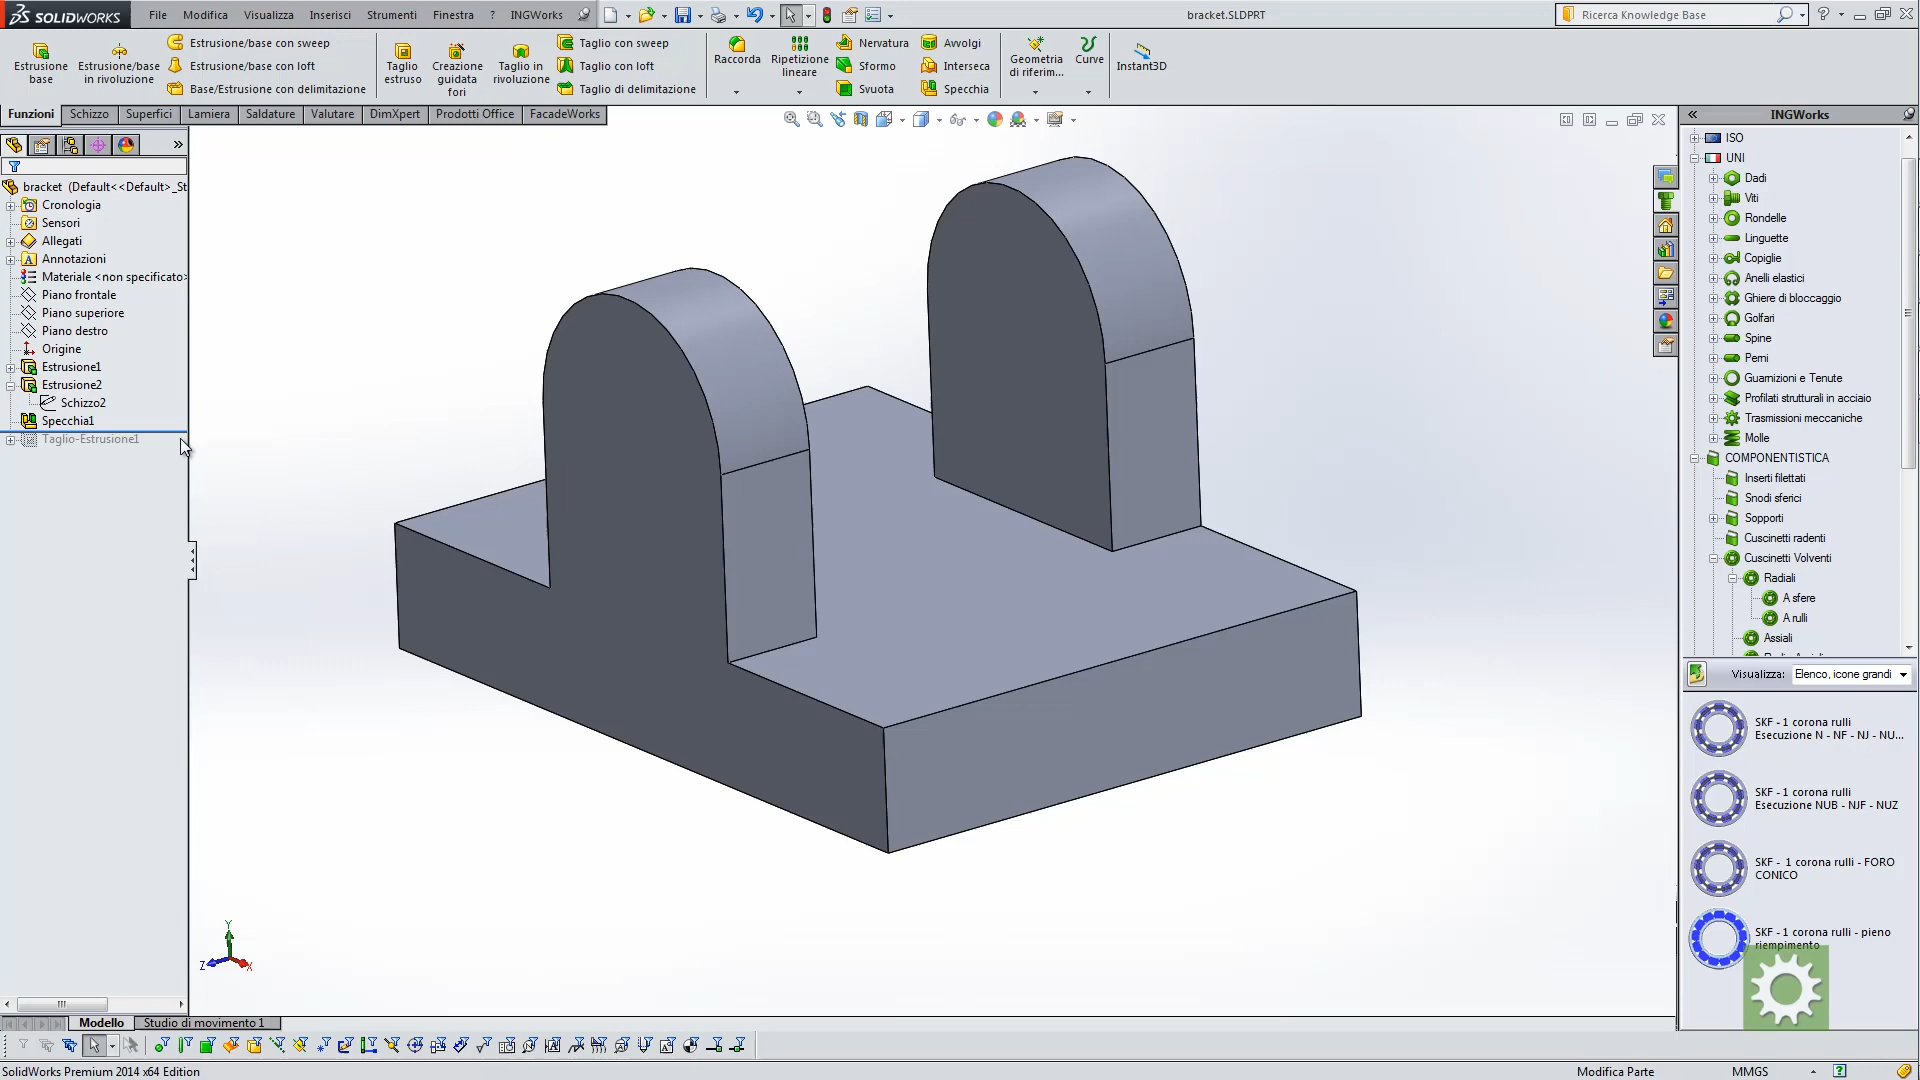 SOLIDWORKS
File
Modifica
Visualizza
Inserisci
Strumenti
Finestra
?
INGWorks
bracket.SLDPRT
Ricerca Knowledge Base
Estrusione base
Estrusione/base in rivoluzione
Estrusione/base con sweep
Estrusione/base con loft
Base/Estrusione con delimitazione
Taglio estruso
Creazione guidata fori
Taglio in rivoluzione
Taglio con sweep
Taglio con loft
Taglio di delimitazione
Raccorda
Ripetizione lineare
Nervatura
Sformo
Svuota
Avvolgi
Interseca
Specchia
Geometria di riferim...
Curve
Instant3D
Funzioni
Schizzo
Superfici
Lamiera
Saldature
Valutare
DimXpert
Prodotti Office
FacadeWorks
bracket (Default<<Default>_St
Cronologia
Sensori
Allegati
Annotazioni
Materiale <non specificato>
Piano frontale
Piano superiore
Piano destro
Origine
Estrusione1
Estrusione2
Schizzo2
Specchia1
Taglio-Estrusione1
Y
Z
X
INGWorks
ISO
UNI
Dadi
Viti
Rondelle
Linguette
Copiglie
Anelli elastici
Ghiere di bloccaggio
Golfari
Spine
Perni
Guarnizioni e Tenute
Profilati strutturali in acciaio
Trasmissioni meccaniche
Molle
COMPONENTISTICA
Inserti filettati
Snodi sferici
Sopporti
Cuscinetti radenti
Cuscinetti Volventi
Radiali
A sfere
A rulli
Assiali
Visualizza:
Elenco, icone grandi
SKF - 1 corona rulli
Esecuzione N - NF - NJ - NU...
SKF - 1 corona rulli
Esecuzione NUB - NJF - NUZ
SKF - 1 corona rulli - FORO
CONICO
SKF - 1 corona rulli - pieno
riempimento
Modello
Studio di movimento 1
SolidWorks Premium 2014 x64 Edition
Modifica Parte
MMGS